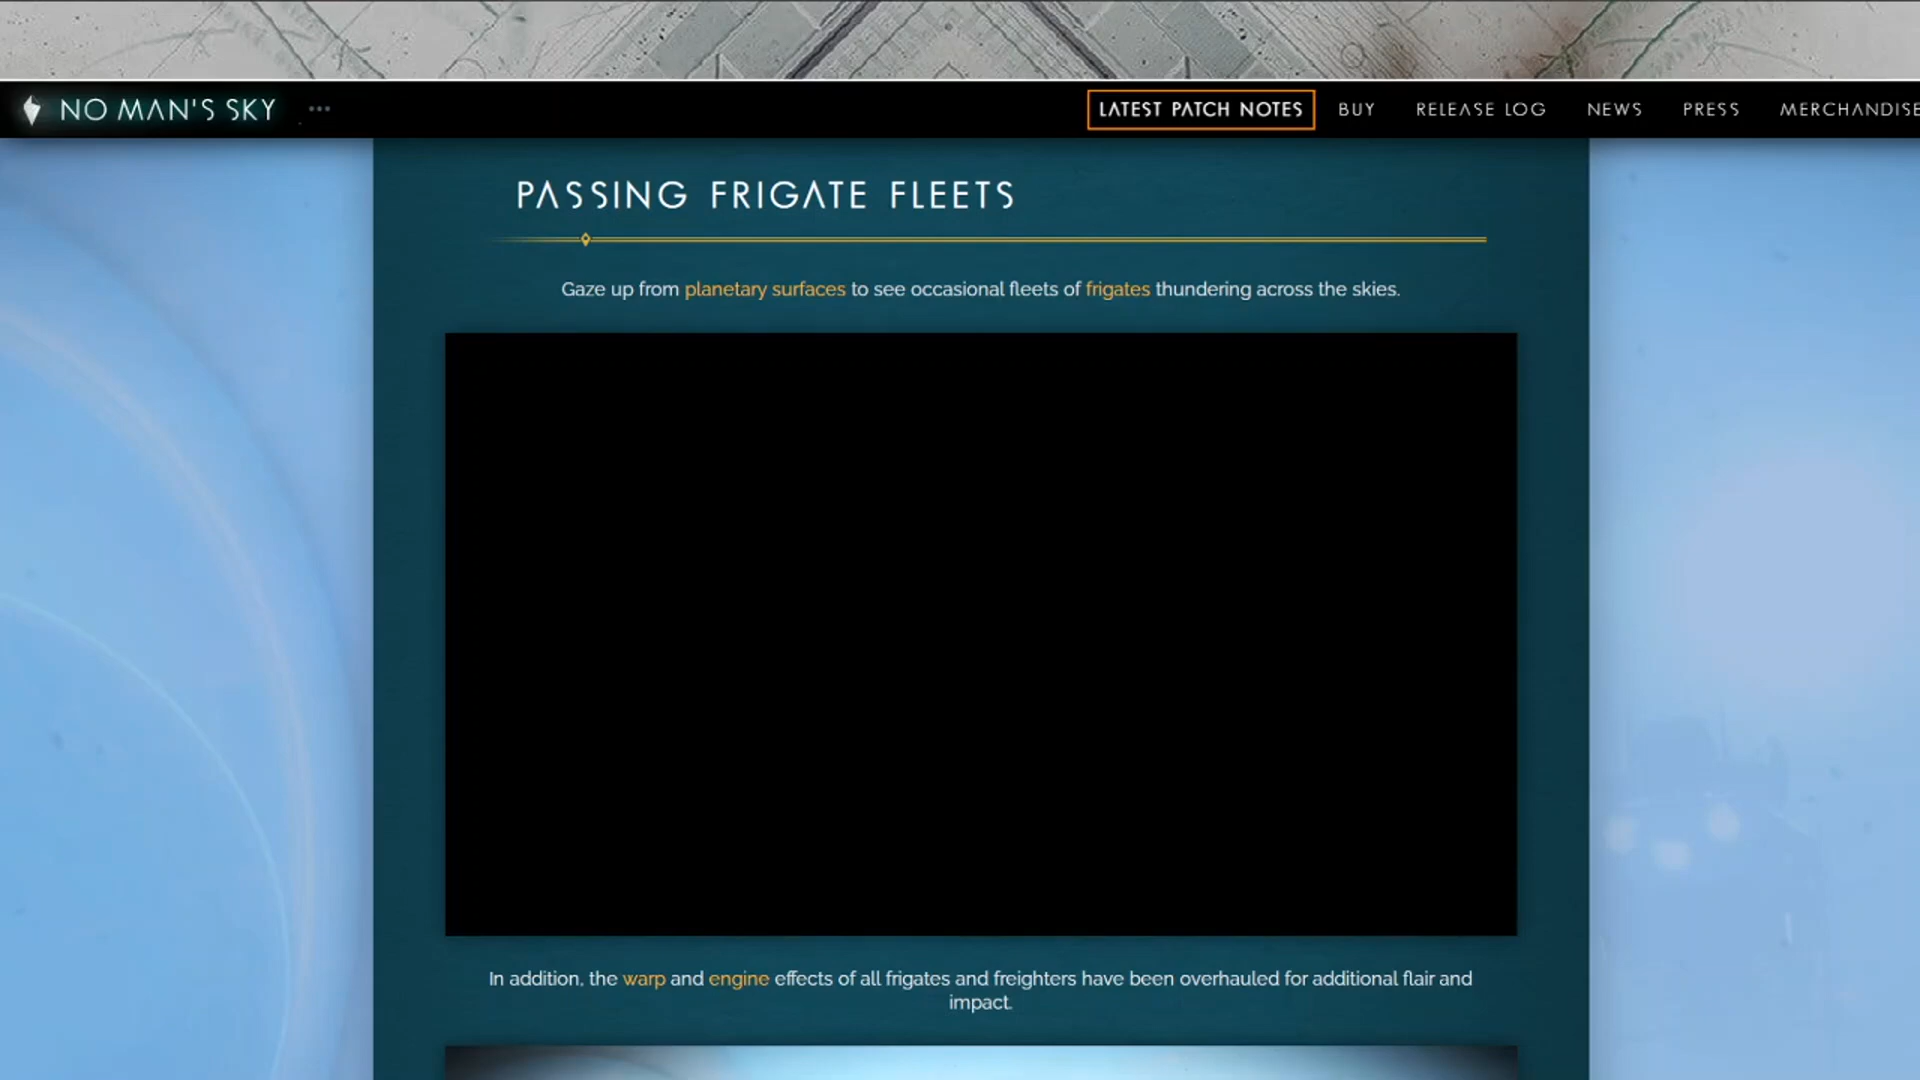 NO MAN'S SKY
LATEST PATCH NOTES
BUY
RELEASE LOG
NEWS
PRESS
MERCHANDISE
PASSING FRIGATE FLEETS
Gaze up from planetary surfaces to see occasional fleets of frigates thundering across the skies.
In addition, the warp and engine effects of all frigates and freighters have been overhauled for additional flair and
impact.